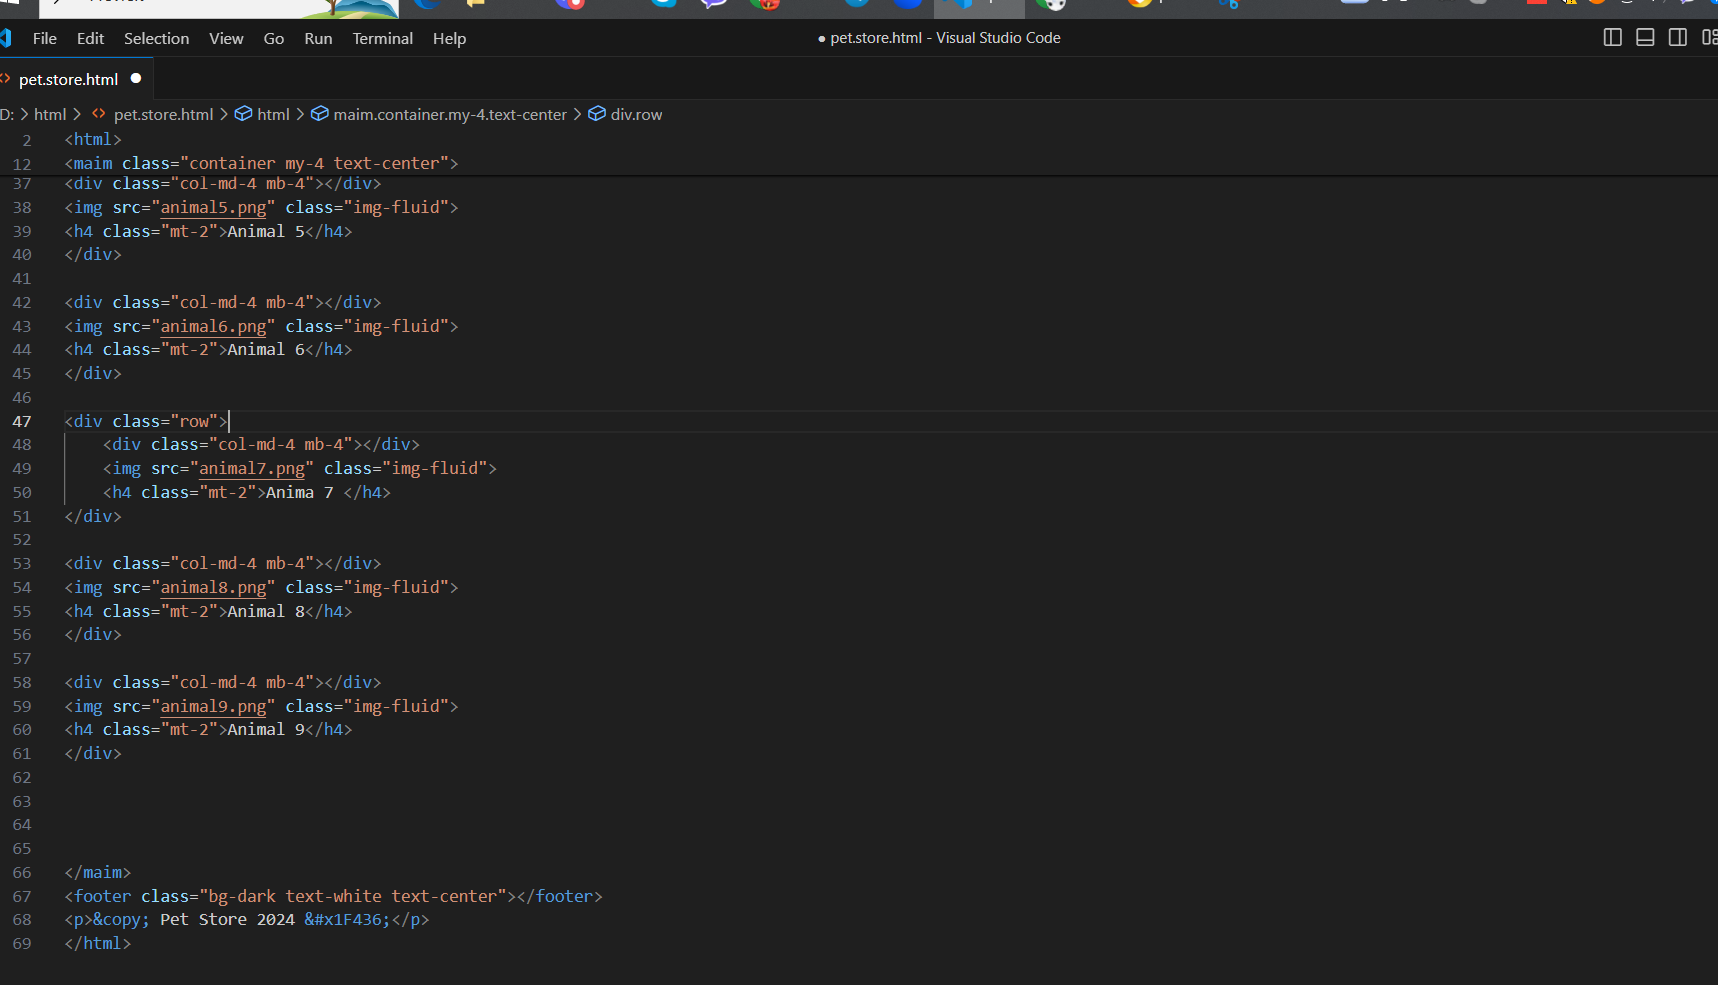 File Edit Selection View Go Run Terminal Help
● pet.store.html - Visual Studio Code
pet.store.html ●
D: > html > pet.store.html > html > maim.container.my-4.text-center > div.row
2 <html>
12 <maim class="container my-4 text-center">
37 <div class="col-md-4 mb-4"></div>
38 <img src="animal5.png" class="img-fluid">
39 <h4 class="mt-2">Animal 5</h4>
40 </div>
41
42 <div class="col-md-4 mb-4"></div>
43 <img src="animal6.png" class="img-fluid">
44 <h4 class="mt-2">Animal 6</h4>
45 </div>
46
47 <div class="row">
48 <div class="col-md-4 mb-4"></div>
49 <img src="animal7.png" class="img-fluid">
50 <h4 class="mt-2">Anima 7 </h4>
51 </div>
52
53 <div class="col-md-4 mb-4"></div>
54 <img src="animal8.png" class="img-fluid">
55 <h4 class="mt-2">Animal 8</h4>
56 </div>
57
58 <div class="col-md-4 mb-4"></div>
59 <img src="animal9.png" class="img-fluid">
60 <h4 class="mt-2">Animal 9</h4>
61 </div>
62
63
64
65
66 </maim>
67 <footer class="bg-dark text-white text-center"></footer>
68 <p>&copy; Pet Store 2024 &#x1F436;</p>
69 </html>